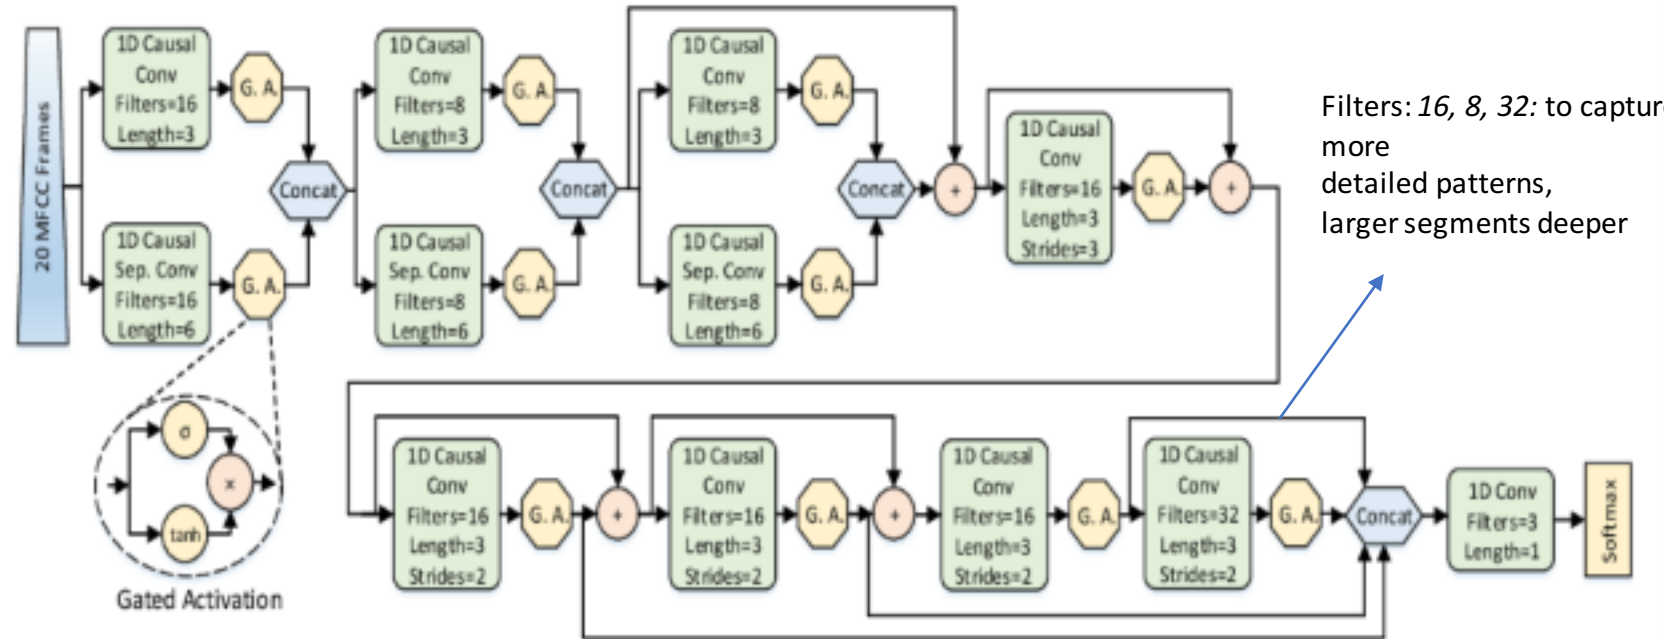 20 MFCC Frames
1D Causal
Conv
Filters=16
Length=3
G. A.
1D Causal
Sep. Conv
Filters=16
Length=6
G. A.
Concat
1D Causal
Conv
Filters=8
Length=3
G. A.
1D Causal
Sep. Conv
Filters=8
Length=6
G. A.
Concat
1D Causal
Conv
Filters=8
Length=3
G. A.
1D Causal
Sep. Conv
Filters=8
Length=6
G. A.
Concat
+
1D Causal
Conv
Filters=16
Length=3
Strides=3
G. A.
+
Filters: 16, 8, 32: to captur
more
detailed patterns,
larger segments deeper
σ
x
tanh
Gated Activation
1D Causal
Conv
Filters=16
Length=3
Strides=2
G. A.
+
1D Causal
Conv
Filters=16
Length=3
Strides=2
G. A.
+
1D Causal
Conv
Filters=16
Length=3
Strides=2
G. A.
1D Causal
Conv
Filters=32
Length=3
Strides=2
G. A.
Concat
1D Conv
Filters=3
Length=1
Softmax